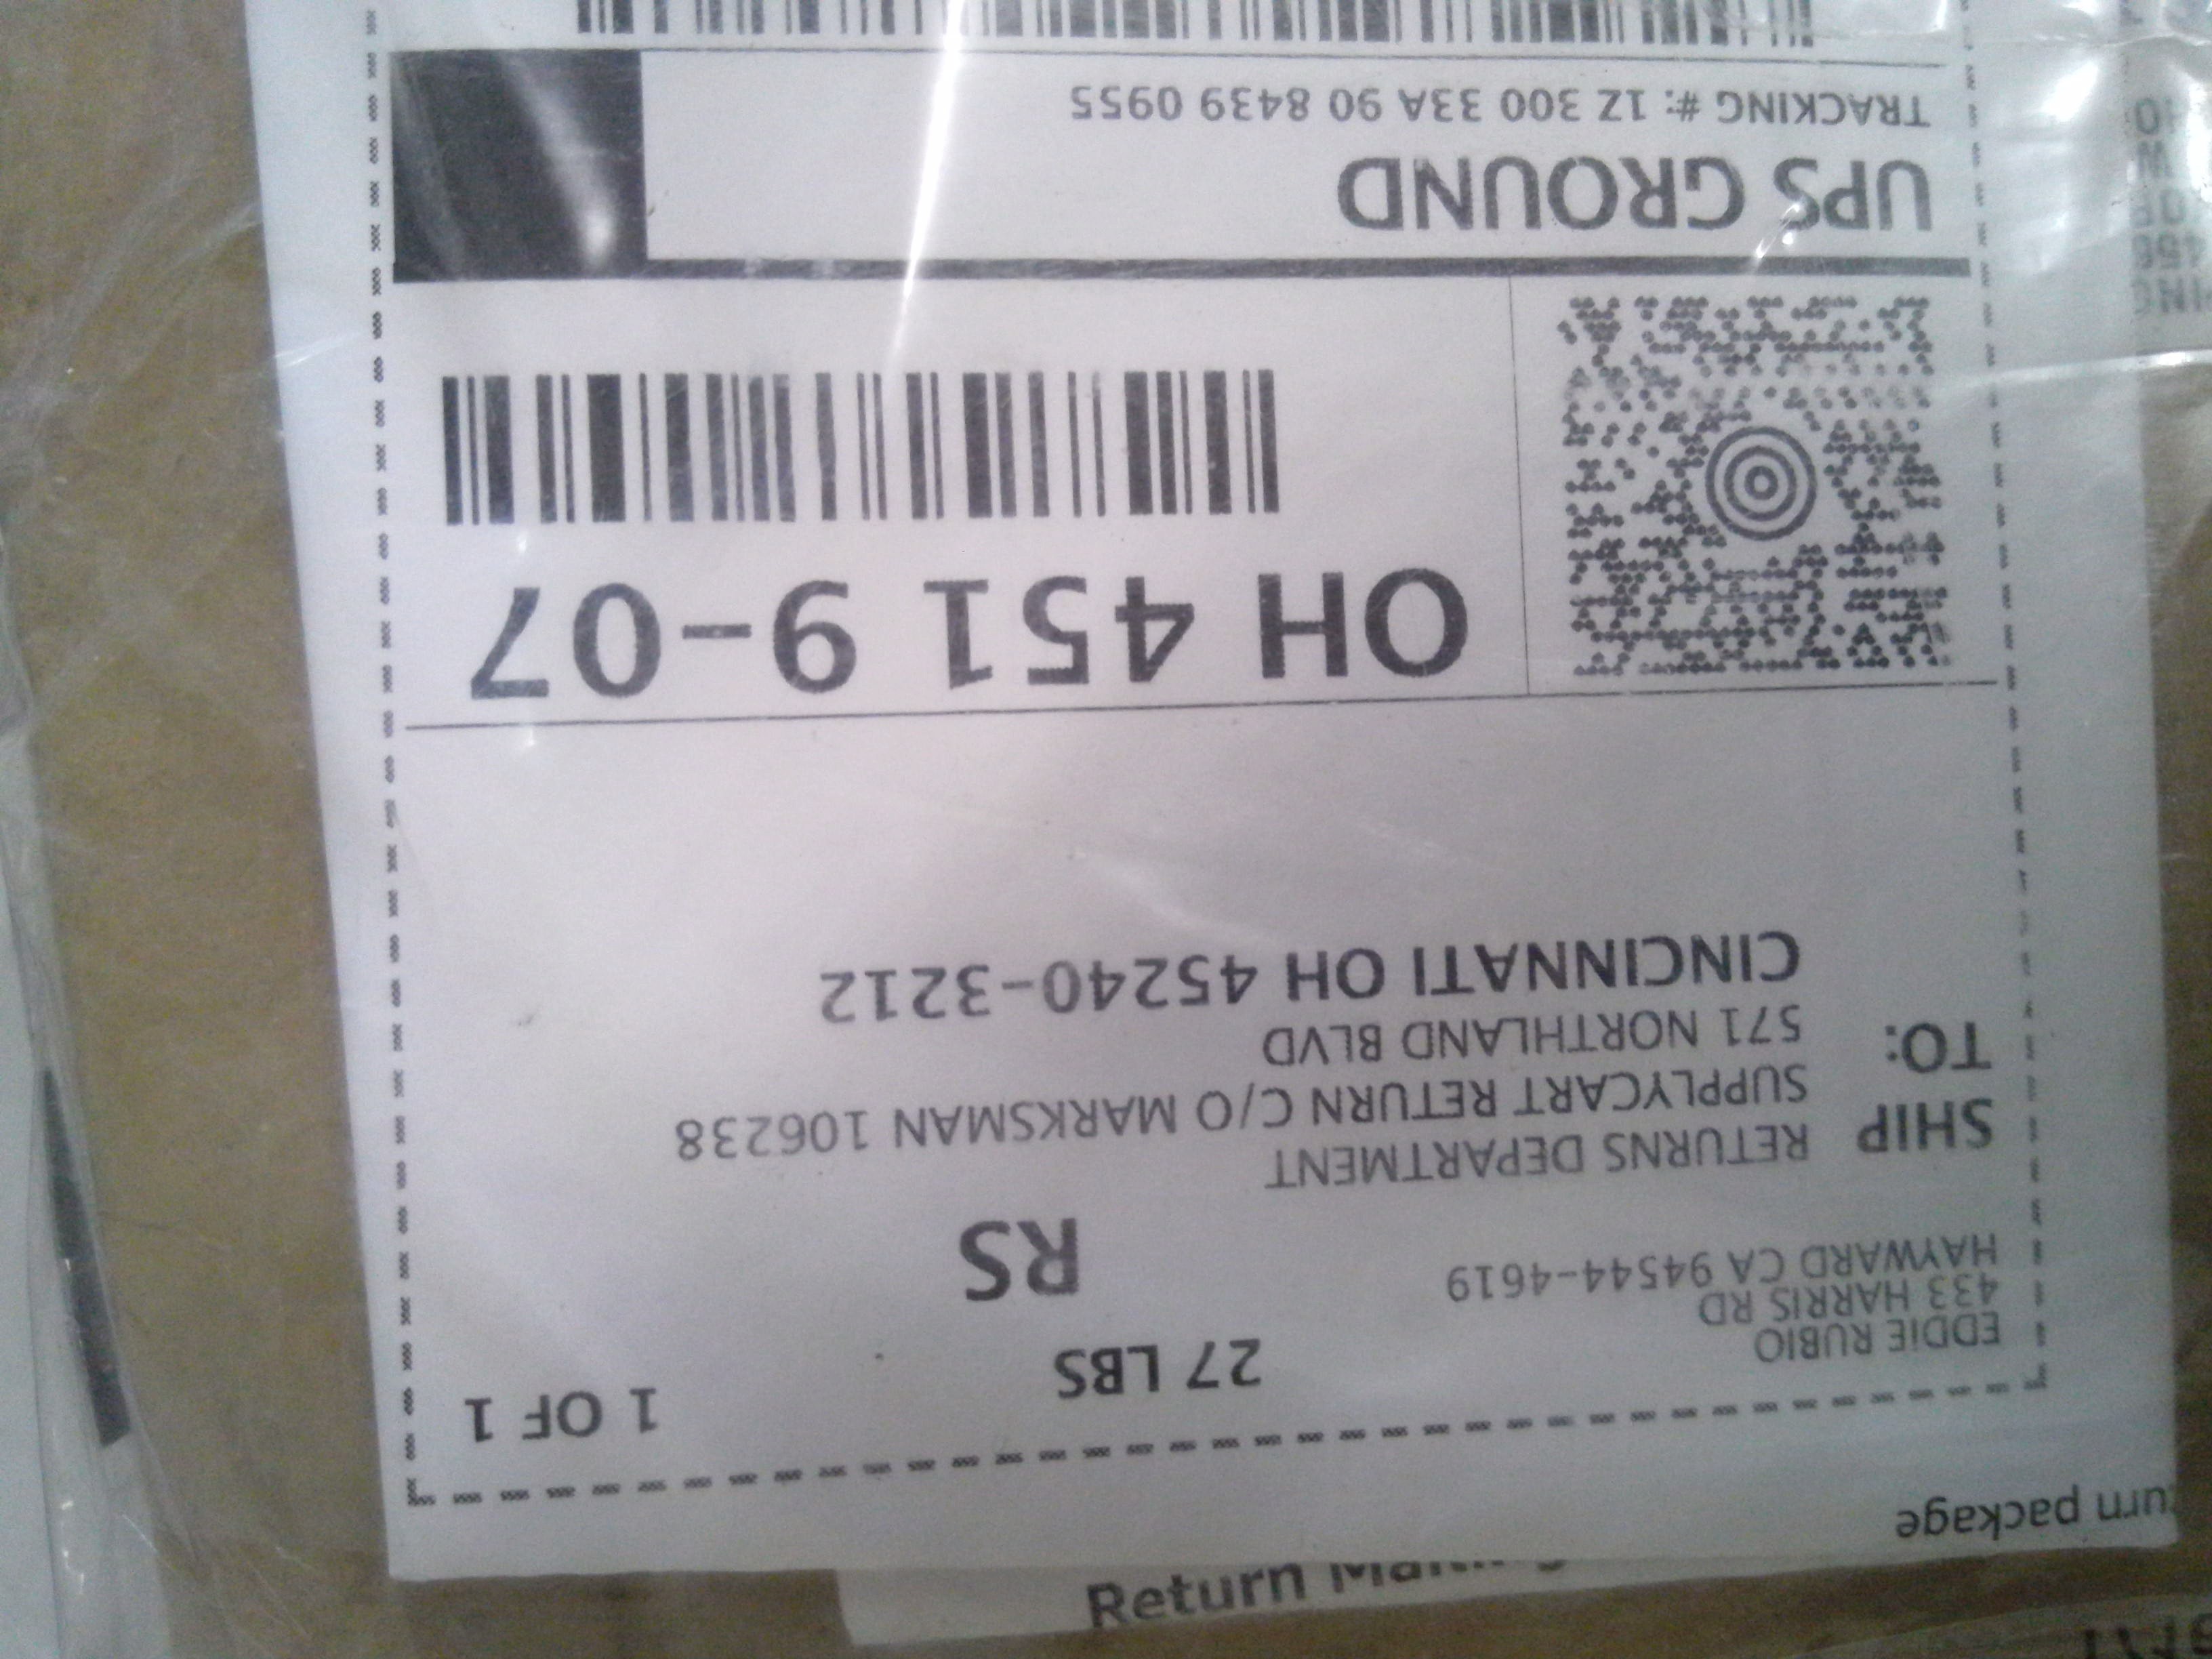 turn package
EDDIE RUBIO
433 HARRIS RD
HAYWARD CA 94544-4619
27 LBS
1 OF 1
RS
SHIP
TO:
RETURNS DEPARTMENT
SUPPLYCART RETURN C/O MARKSMAN 106238
571 NORTHLAND BLVD
CINCINNATI OH 45240-3212
OH 451 9-07
UPS GROUND
TRACKING #: 1Z 300 33A 90 8439 0955
Return